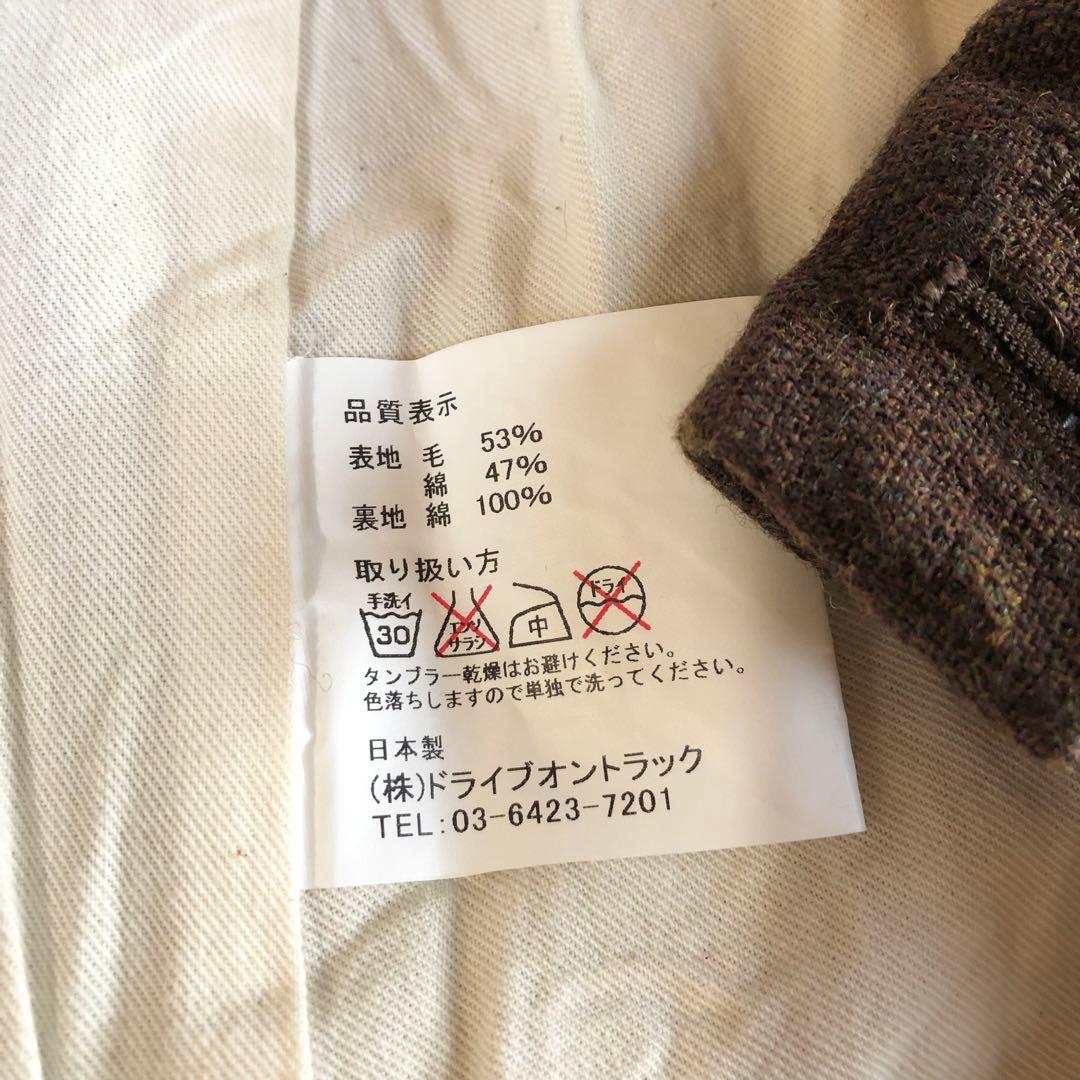 品質表示
表地 毛 53%
綿 47%
裏地 綿 100%
取り扱い方
手洗イ
30
エンソ
サラシ
中
ドライ
タンブラー乾燥はお避けください。
色落ちしますので単独で洗ってください。
日本製
(株)ドライブオントラック
TEL:03-6423-7201